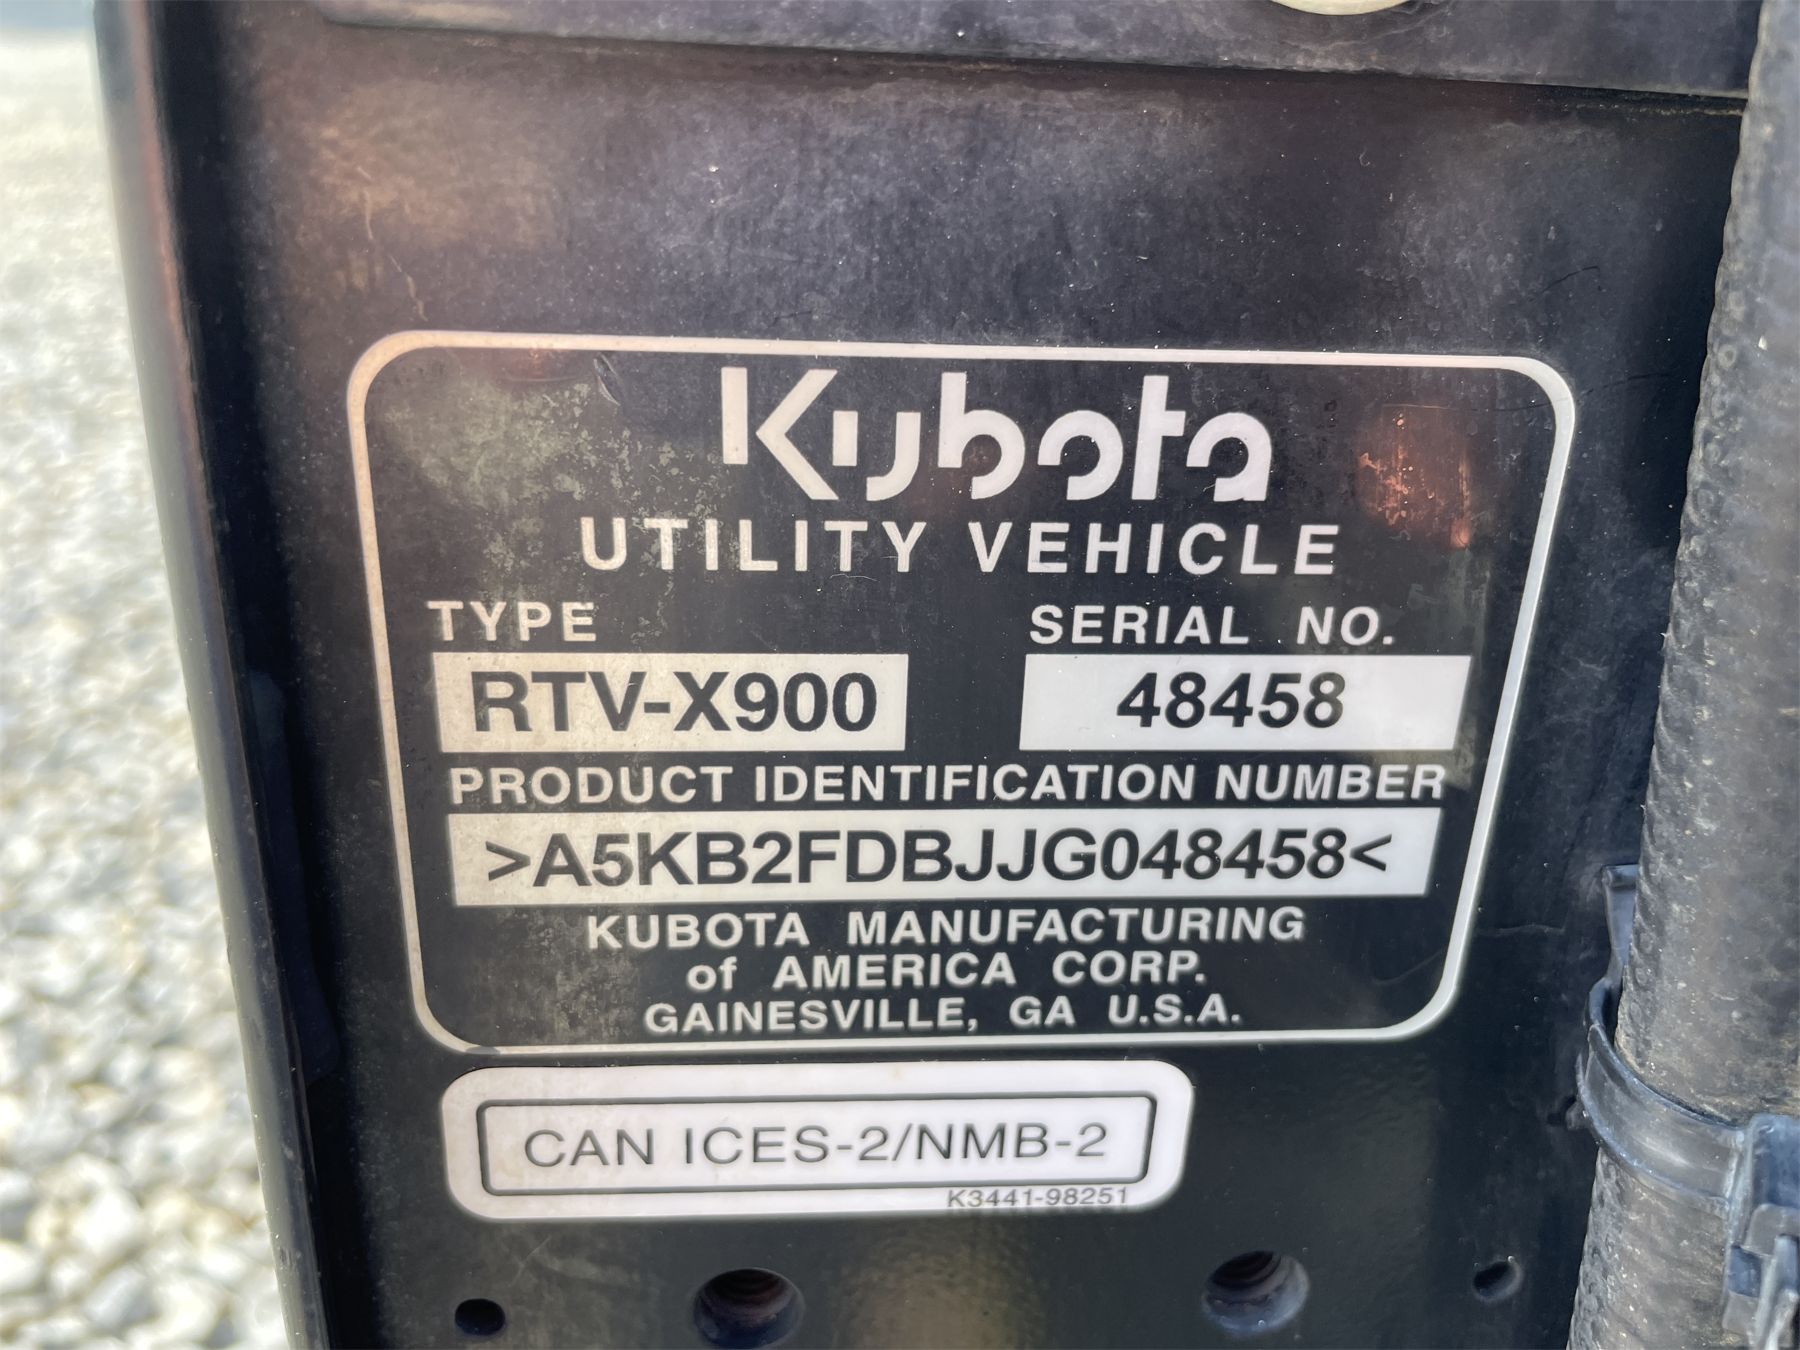 Kubota
UTILITY VEHICLE
TYPE SERIAL NO.
RTV-X900 48458
PRODUCT IDENTIFICATION NUMBER
>A5KB2FDBJJG048458<
KUBOTA MANUFACTURING
of AMERICA CORP.
GAINESVILLE, GA U.S.A.
CAN ICES-2/NMB-2
K3441-98251